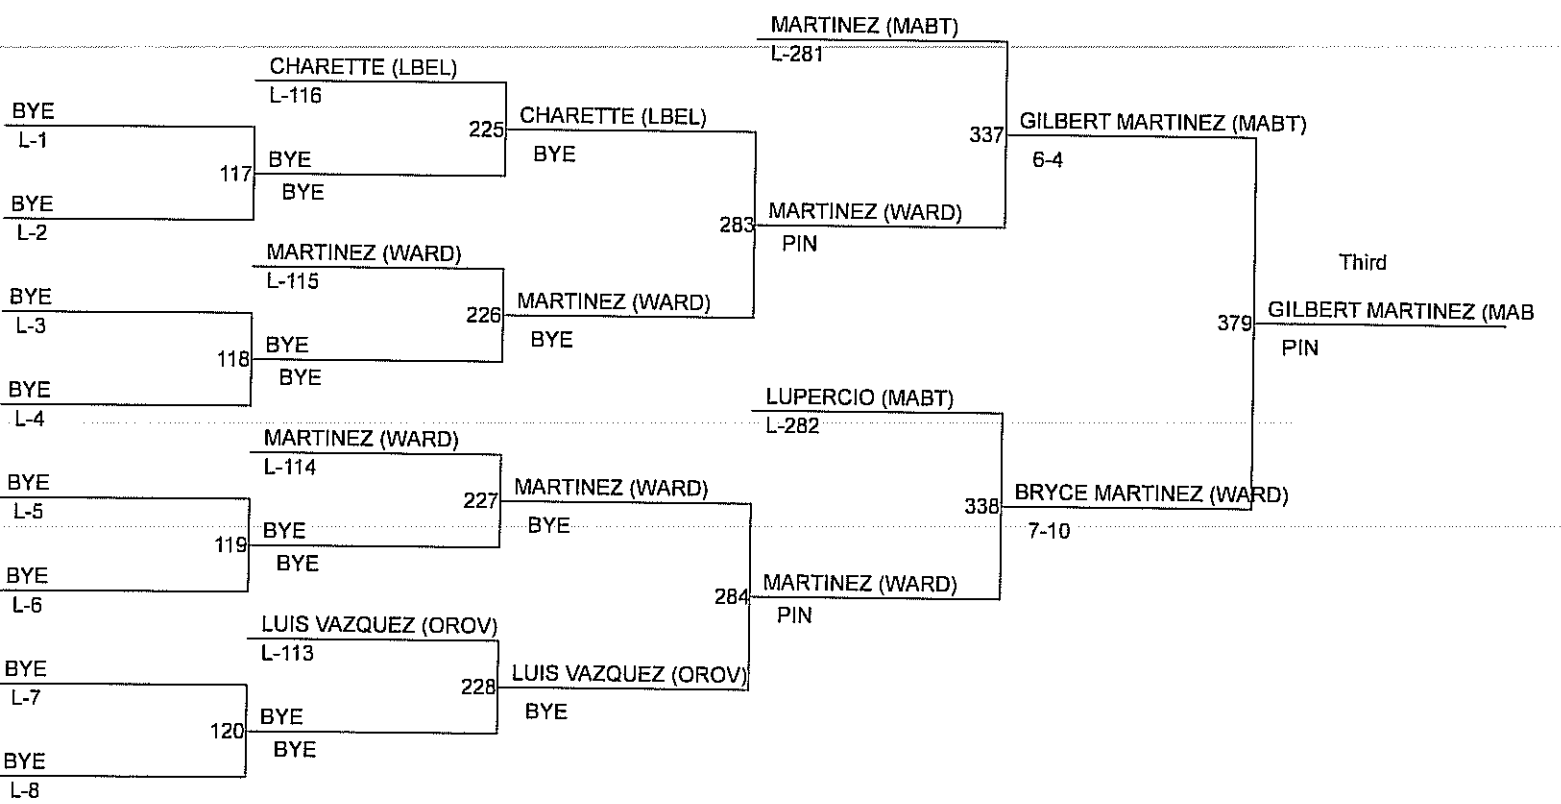 MARTINEZ (MABT)
L-281
CHARETTE (LBEL)
L-116
BYE
L-1
225
CHARETTE (LBEL)
BYE
337
GILBERT MARTINEZ (MABT)
6-4
117
BYE
BYE
BYE
L-2
283
MARTINEZ (WARD)
PIN
MARTINEZ (WARD)
L-115
Third
BYE
L-3
226
MARTINEZ (WARD)
BYE
379
GILBERT MARTINEZ (MAB
PIN
118
BYE
BYE
BYE
L-4
LUPERCIO (MABT)
L-282
MARTINEZ (WARD)
L-114
BYE
L-5
227
MARTINEZ (WARD)
BYE
338
BRYCE MARTINEZ (WARD)
7-10
119
BYE
BYE
BYE
L-6
284
MARTINEZ (WARD)
PIN
LUIS VAZQUEZ (OROV)
L-113
BYE
L-7
228
LUIS VAZQUEZ (OROV)
BYE
120
BYE
BYE
BYE
L-8